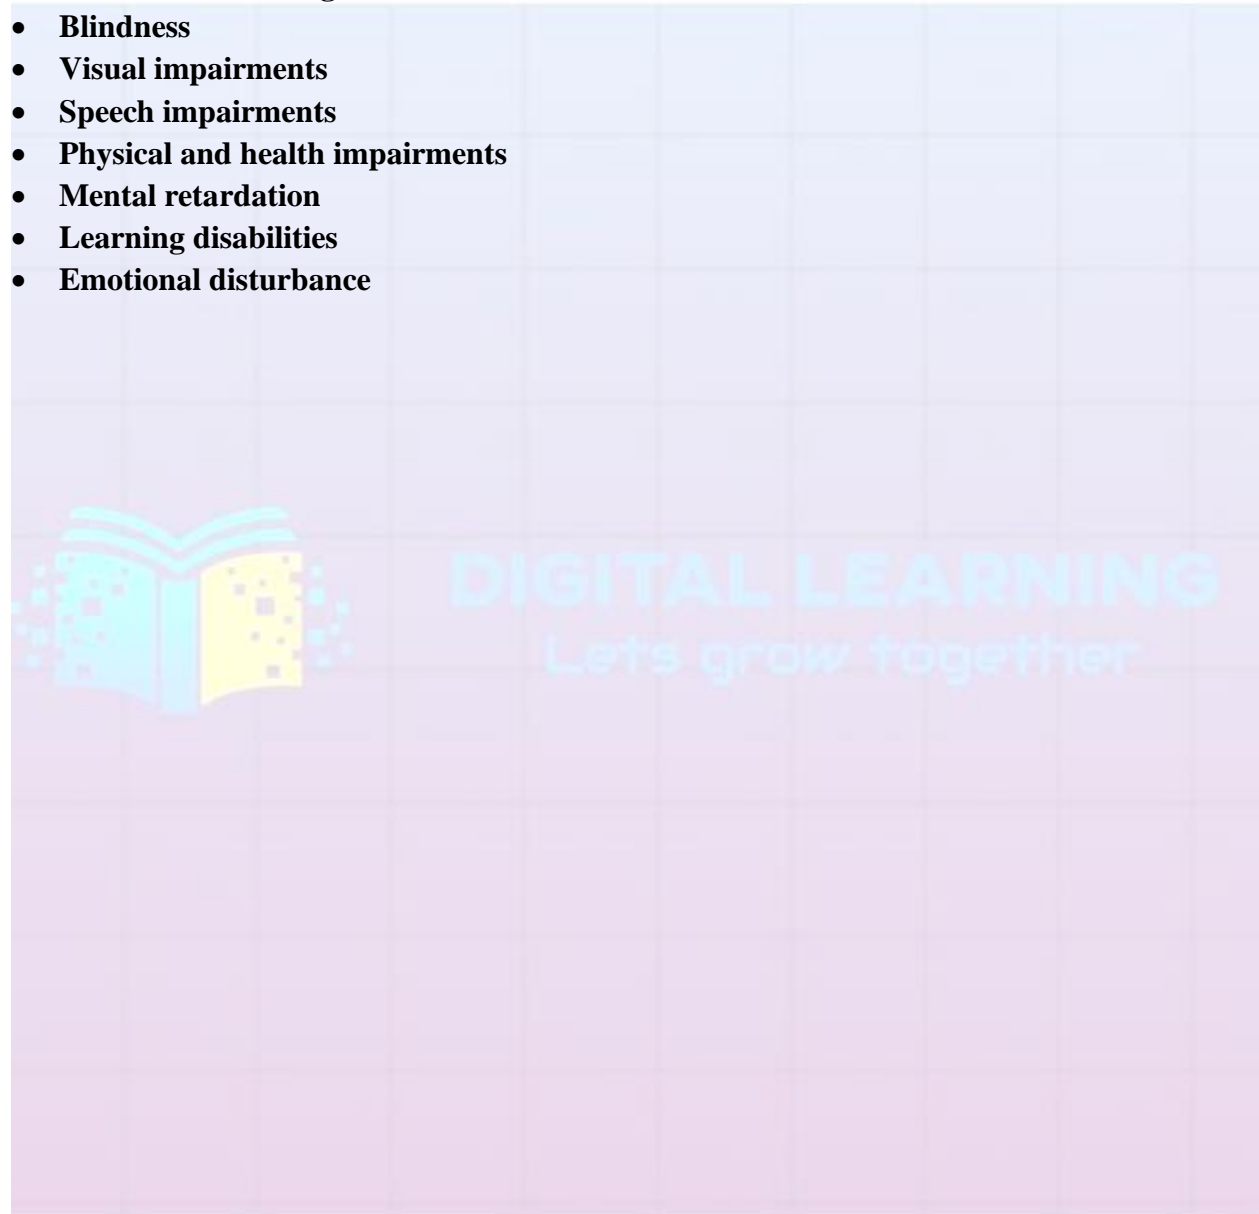 • Blindness
• Visual impairments
• Speech impairments
• Physical and health impairments
• Mental retardation
• Learning disabilities
• Emotional disturbance
DIGITAL LEARNING
Lets grow together